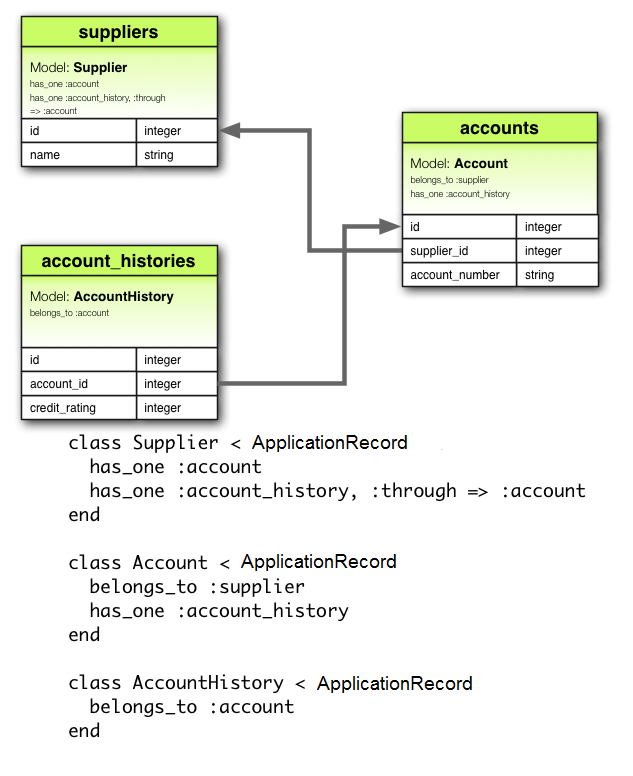 suppliers
Model: Supplier
has_one :account
has_one :account_history, :through
=> :account
id integer
name string
accounts
Model: Account
belongs_to :supplier
has_one :account_history
id integer
supplier_id integer
account_number string
account_histories
Model: AccountHistory
belongs_to :account
id integer
account_id integer
credit_rating integer
class Supplier < ApplicationRecord
  has_one :account
  has_one :account_history, :through => :account
end
class Account < ApplicationRecord
  belongs_to :supplier
  has_one :account_history
end
class AccountHistory < ApplicationRecord
  belongs_to :account
end